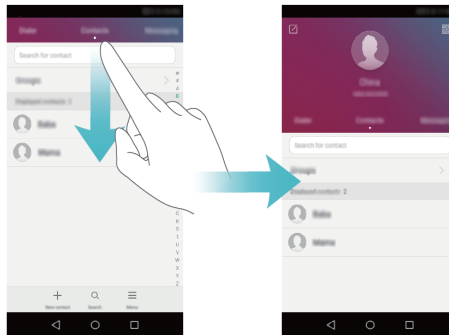 Dialer Contacts Messaging
Search for contact
Groups
Displayed contacts: 2
Baba
Mama
G
R
S
T
U
V
W
X
Y
Z
New contact Search Menu
China
Dialer Contacts Messaging
Search for contact
Groups
Displayed contacts: 2
Baba
Mama